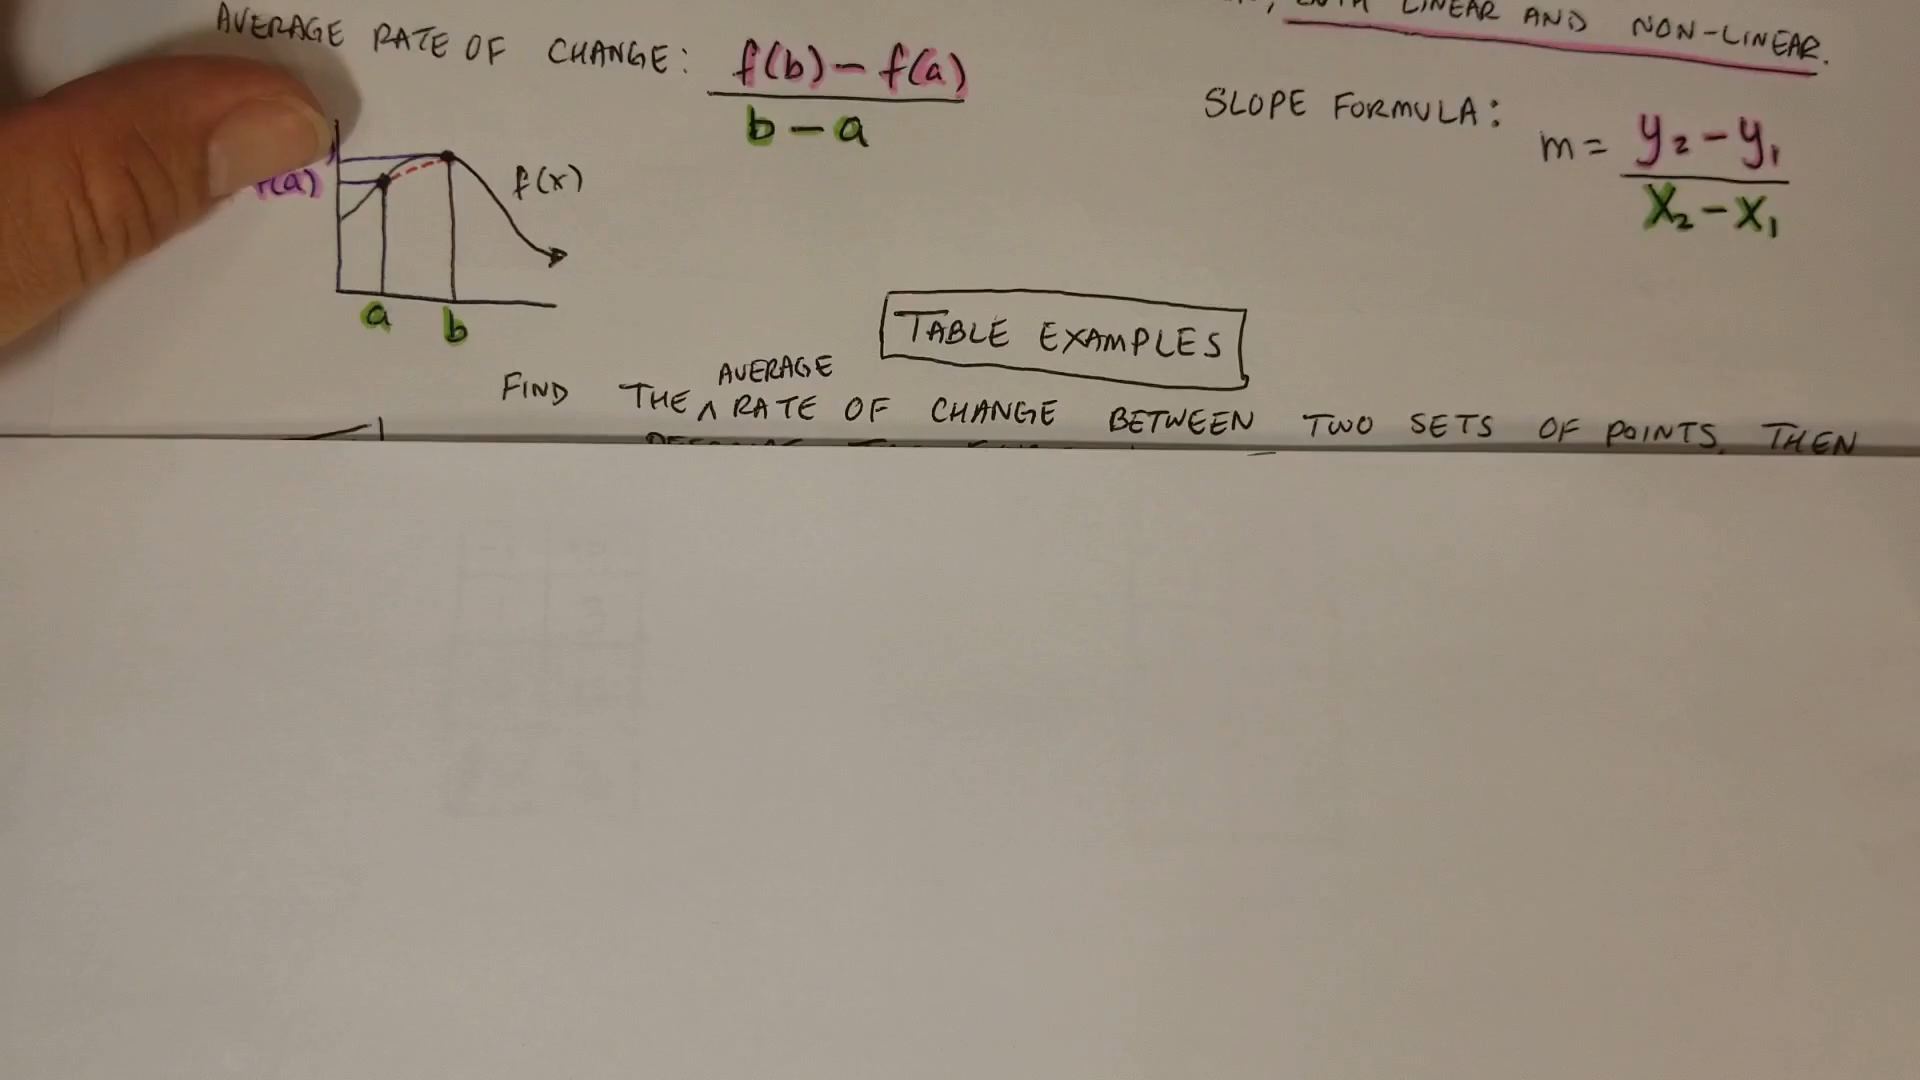 LINEAR AND NON-LINEAR.
AVERAGE RATE OF CHANGE: f(b) - f(a)
b - a
SLOPE FORMULA:
m = y₂ - y₁
x₂ - x₁
(a)
f(x)
a b
TABLE EXAMPLES
AVERAGE
FIND THE ^ RATE OF CHANGE BETWEEN TWO SETS OF POINTS. THEN